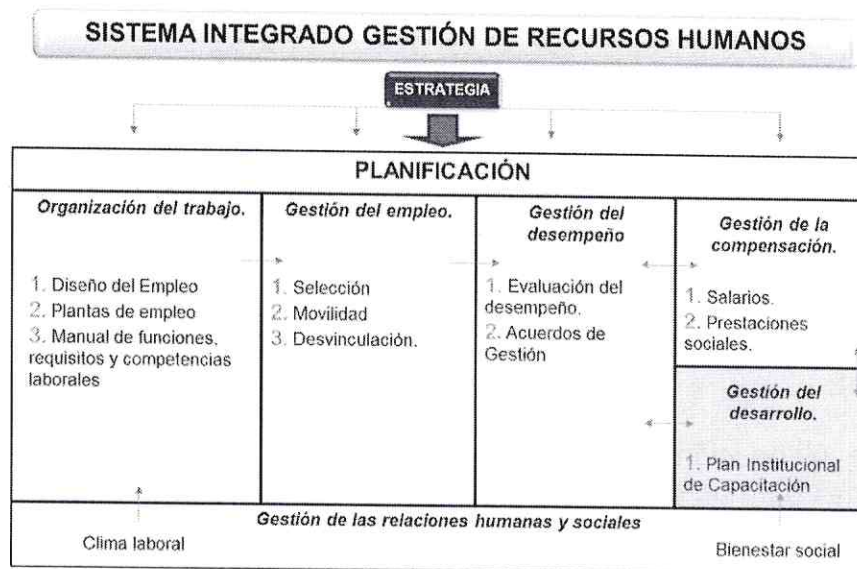 SISTEMA INTEGRADO GESTIÓN DE RECURSOS HUMANOS
ESTRATEGIA
PLANIFICACIÓN
Organización del trabajo.
1. Diseño del Empleo
2. Plantas de empleo
3. Manual de funciones,
requisitos y competencias
laborales
Gestión del empleo.
1. Selección
2. Movilidad
3. Desvinculación.
Gestión del
desempeño
1. Evaluación del
desempeño.
2. Acuerdos de
Gestión
Gestión de la
compensación.
1. Salarios.
2. Prestaciones
sociales.
Gestión del
desarrollo.
1. Plan Institucional
de Capacitación
Gestión de las relaciones humanas y sociales
Clima laboral
Bienestar social